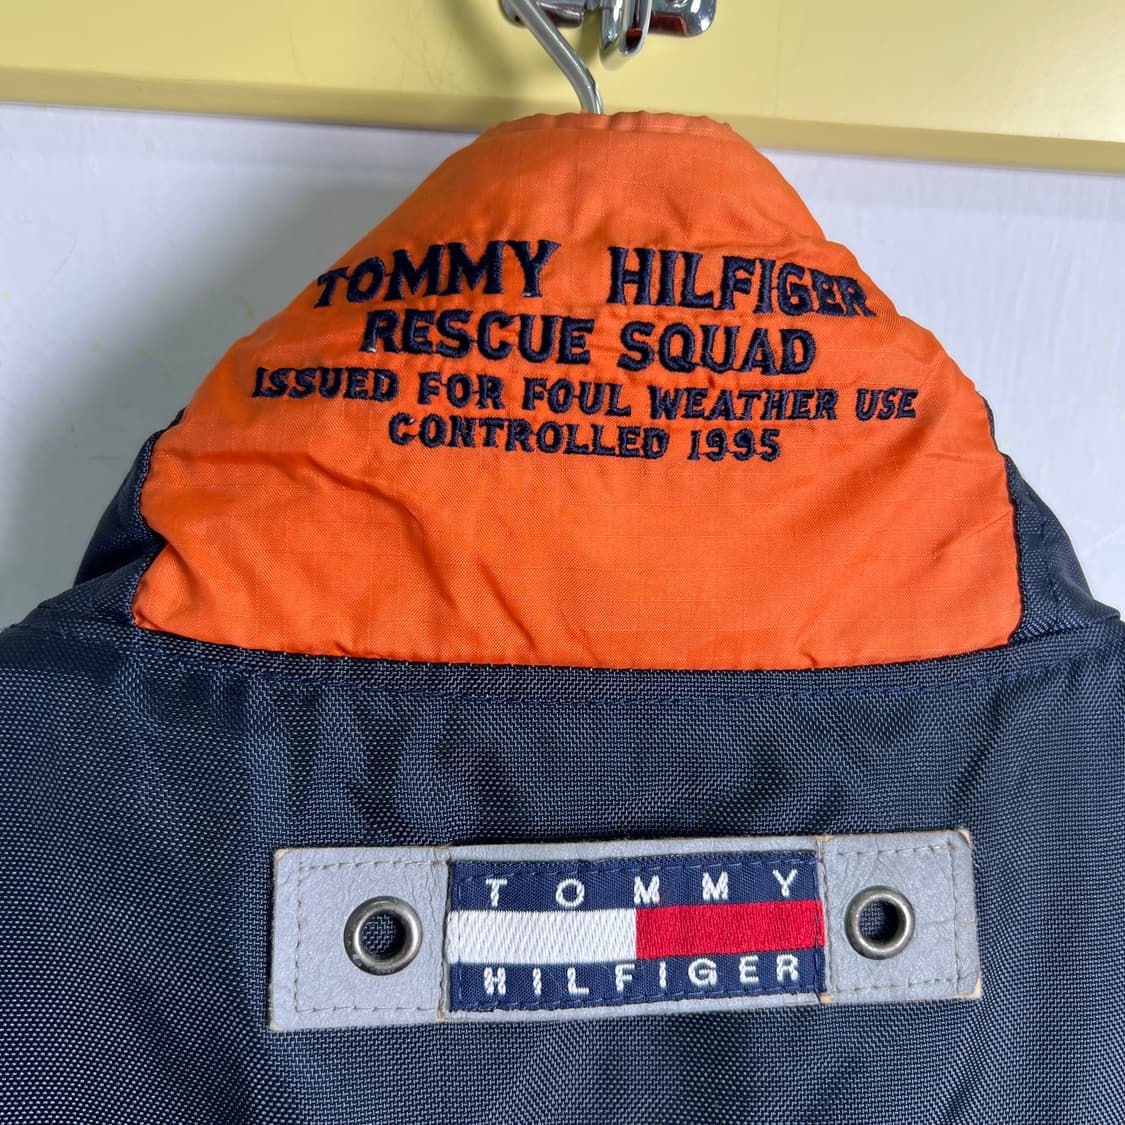 TOMMY HILFIGER
RESCUE SQUAD
ISSUED FOR FOUL WEATHER USE
CONTROLLED 1995
TOMMY
HILFIGER